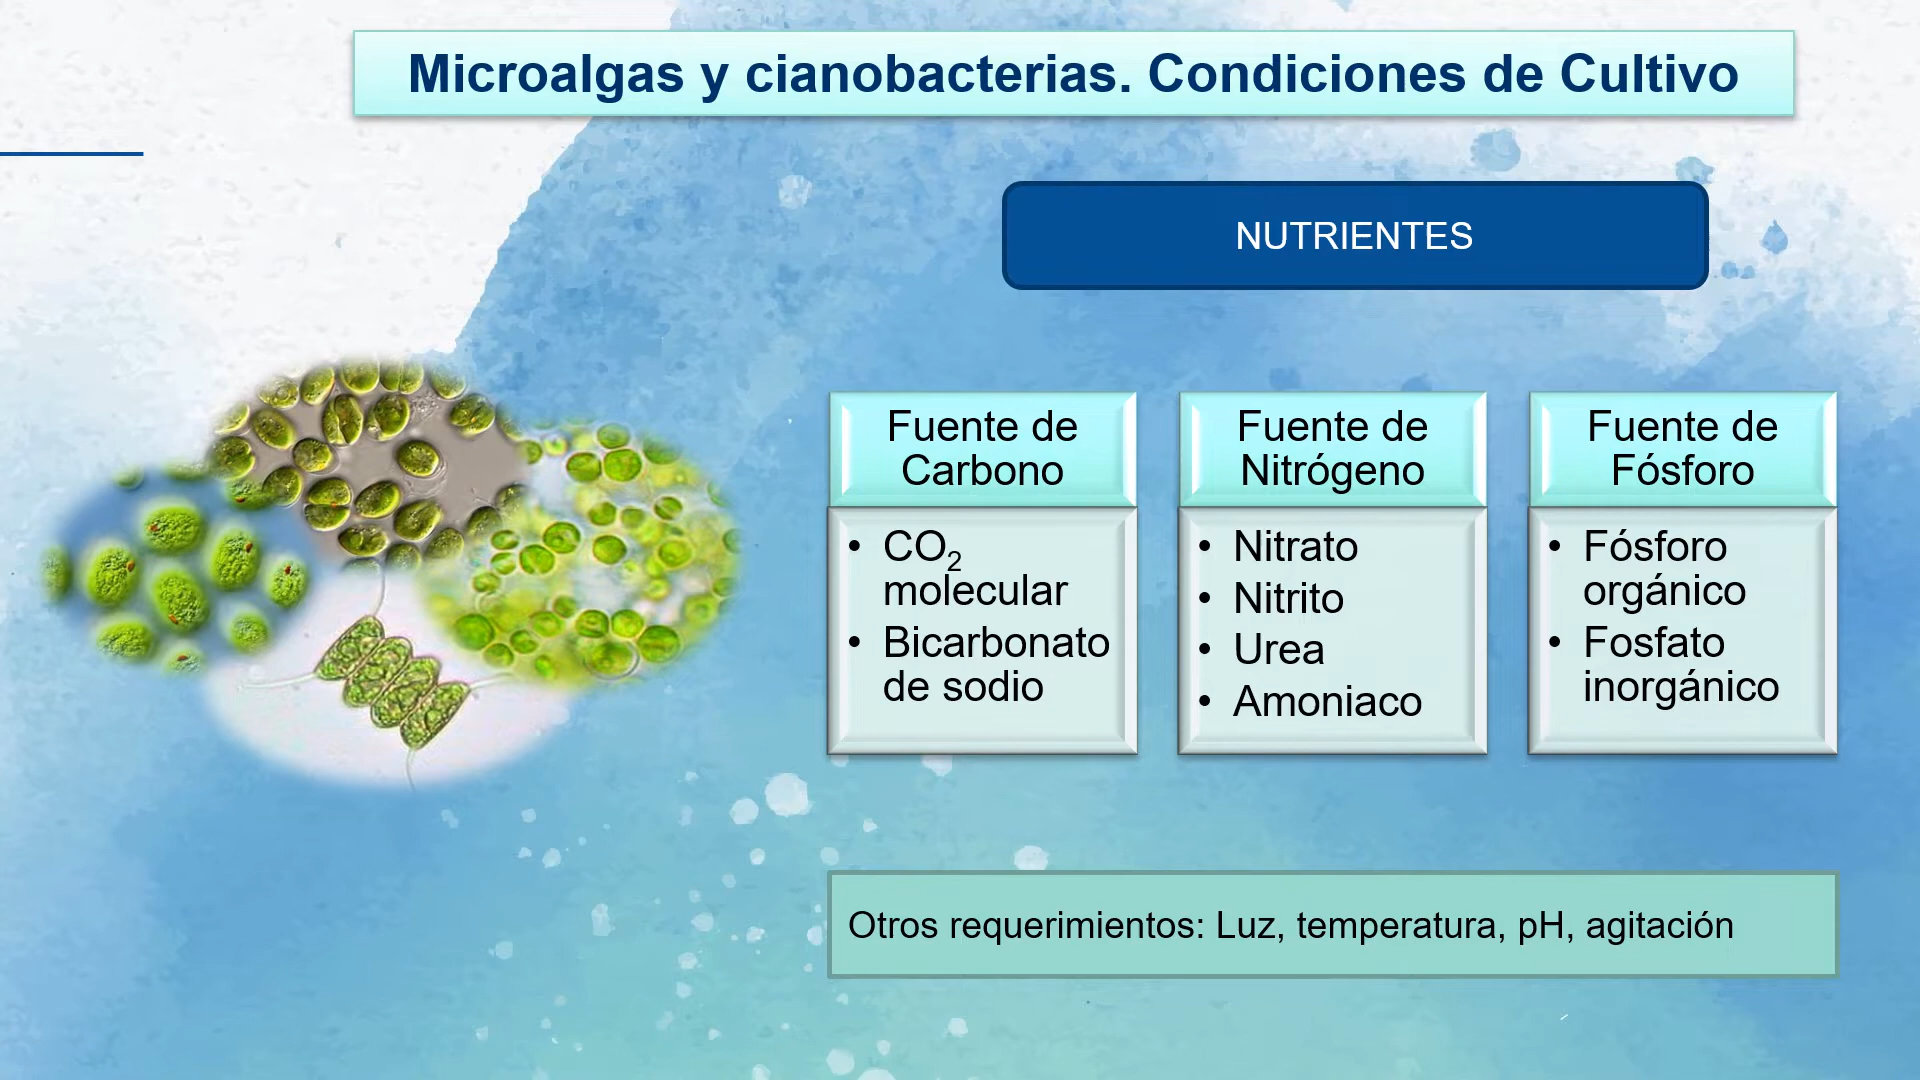 Microalgas y cianobacterias. Condiciones de Cultivo
NUTRIENTES
Fuente de
Carbono
• CO₂
molecular
• Bicarbonato
de sodio
Fuente de
Nitrógeno
• Nitrato
• Nitrito
• Urea
• Amoniaco
Fuente de
Fósforo
• Fósforo
orgánico
• Fosfato
inorgánico
Otros requerimientos: Luz, temperatura, pH, agitación